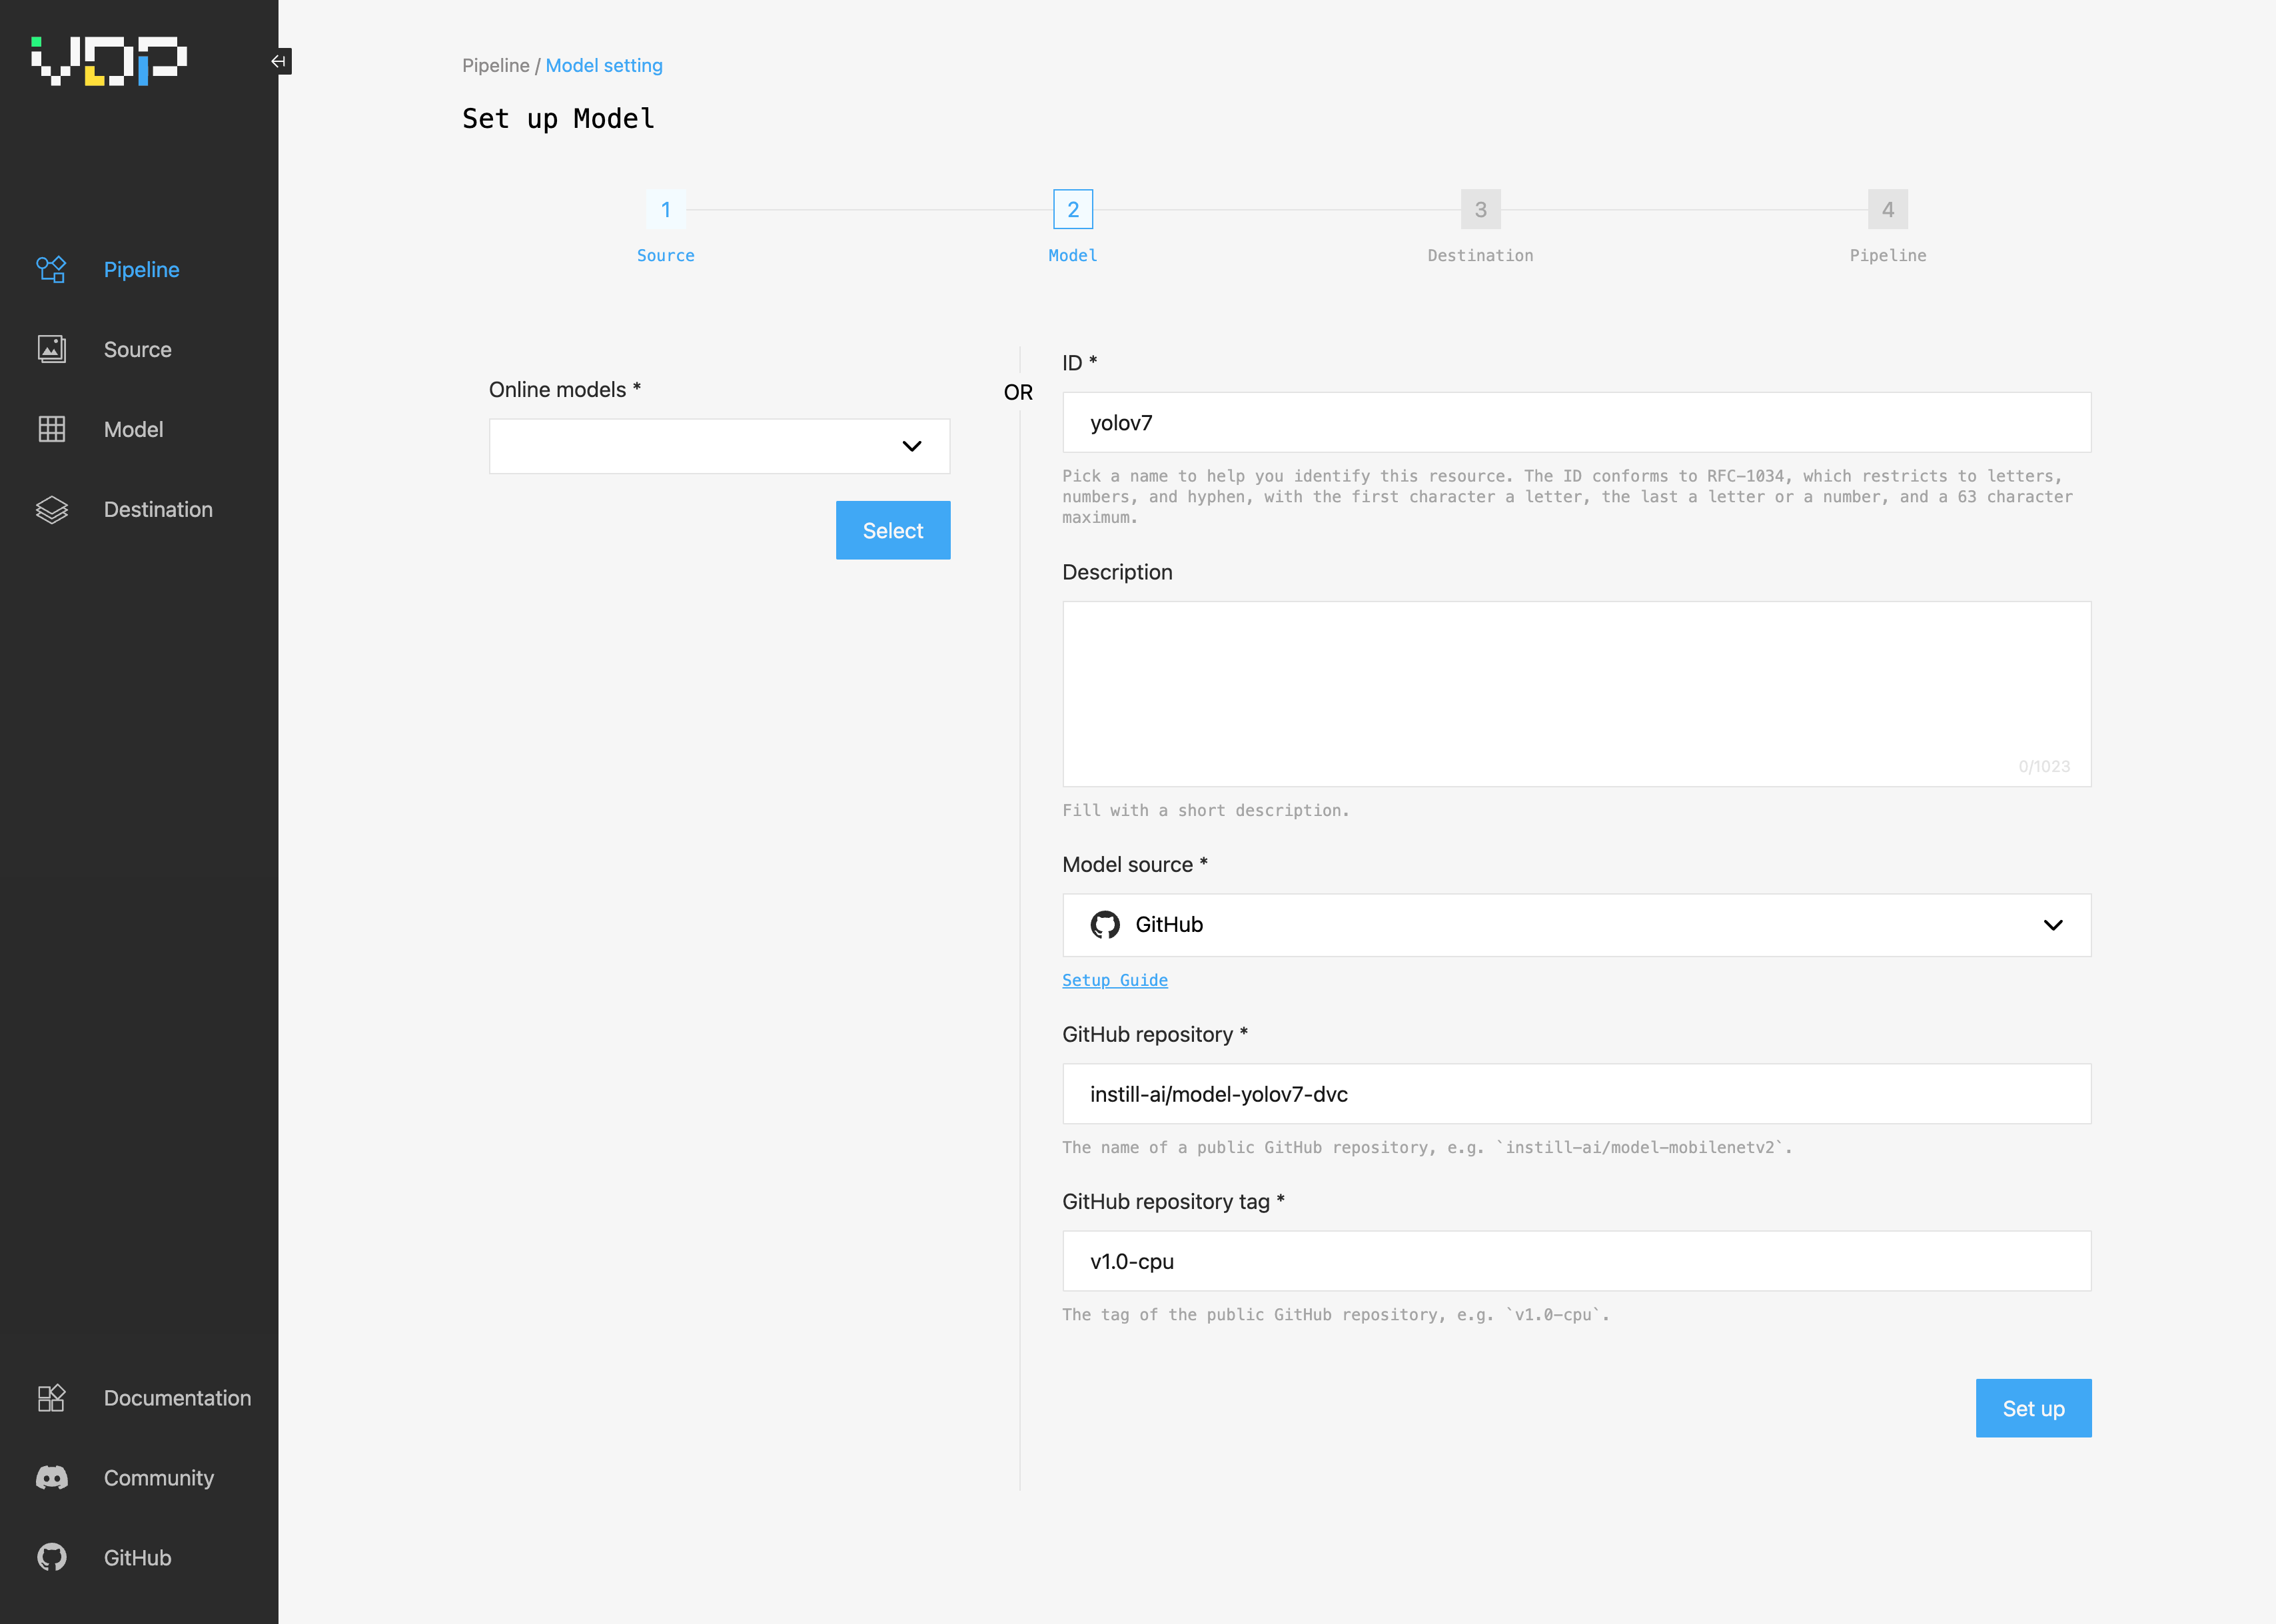 VDP
Pipeline
Source
Model
Destination
Documentation
Community
GitHub
Pipeline / Model setting
Set up Model
1
Source
2
Model
3
Destination
4
Pipeline
Online models *
Select
OR
ID *
yolov7
Pick a name to help you identify this resource. The ID conforms to RFC-1034, which restricts to letters,
numbers, and hyphen, with the first character a letter, the last a letter or a number, and a 63 character
maximum.
Description
0/1023
Fill with a short description.
Model source *
GitHub
Setup Guide
GitHub repository *
instill-ai/model-yolov7-dvc
The name of a public GitHub repository, e.g. `instill-ai/model-mobilenetv2`.
GitHub repository tag *
v1.0-cpu
The tag of the public GitHub repository, e.g. `v1.0-cpu`.
Set up